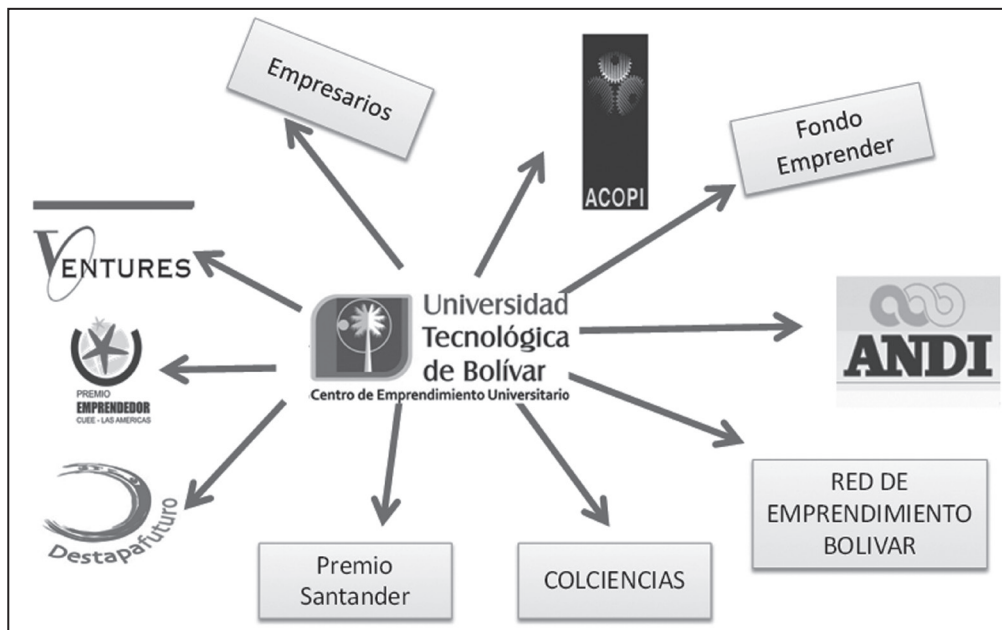 Empresarios
ACOPI
Fondo
Emprender
VENTURES
Universidad
Tecnológica
de Bolívar
Centro de Emprendimiento Universitario
ANDI
PREMIO
EMPRENDEDOR
CUEE - LAS AMERICAS
Destapafuturo
RED DE
EMPRENDIMIENTO
BOLIVAR
Premio
Santander
COLCIENCIAS